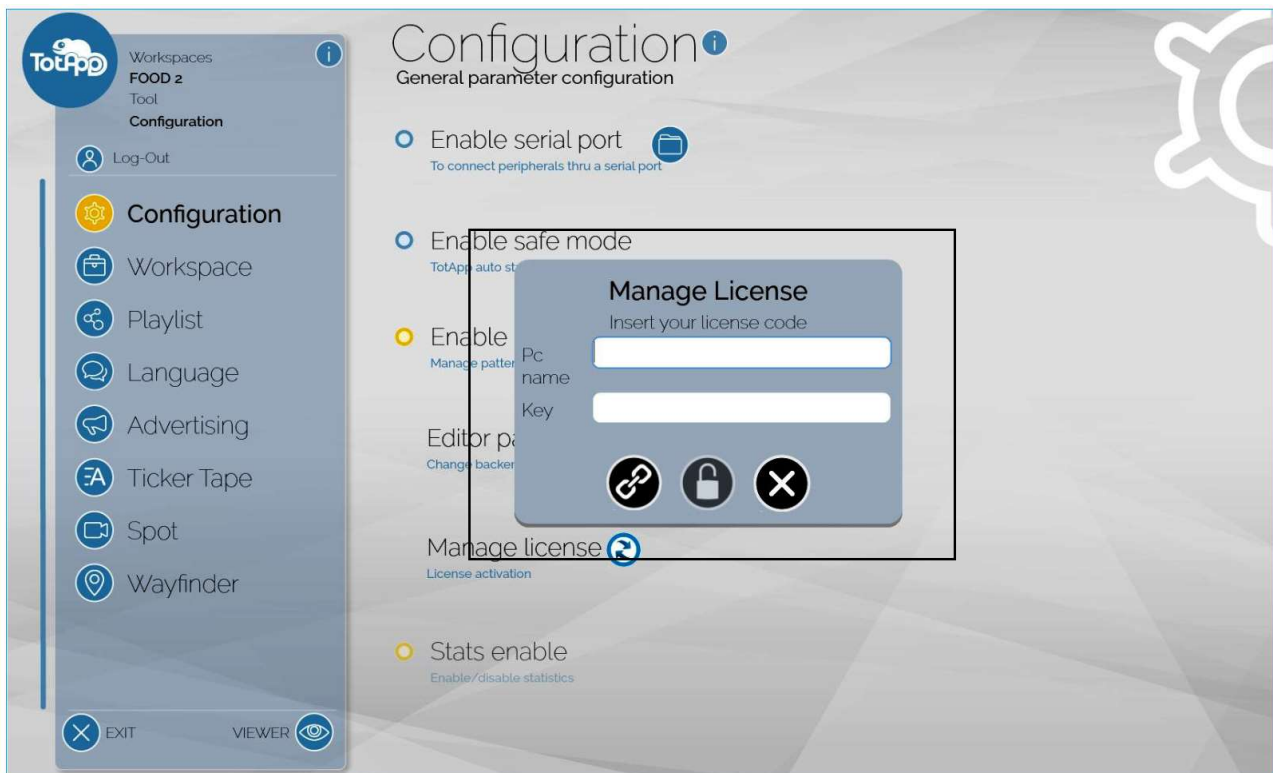 TotApp
Workspaces
FOOD 2
Tool
Configuration
Log-Out
Configuration
Workspace
Playlist
Language
Advertising
Ticker Tape
Spot
Wayfinder
EXIT
VIEWER
Configuration
General parameter configuration
Enable serial port
To connect peripherals thru a serial port
Enable safe mode
TotApp auto st
Enable
Manage patter
Editor pa
Change backen
Manage License
Insert your license code
Pc
name
Key
Manage license
License activation
Stats enable
Enable/disable statistics